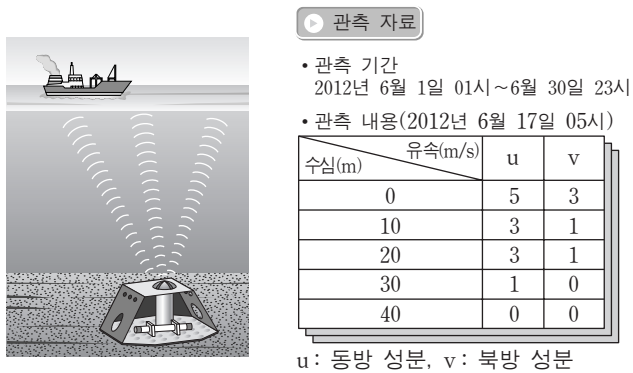 관측 자료
• 관측 기간
2012년 6월 1일 01시~6월 30일 23시
• 관측 내용(2012년 6월 17일 05시)
유속(m/s) 수심(m) u v
0 5 3
10 3 1
20 3 1
30 1 0
40 0 0
u: 동방 성분, v: 북방 성분